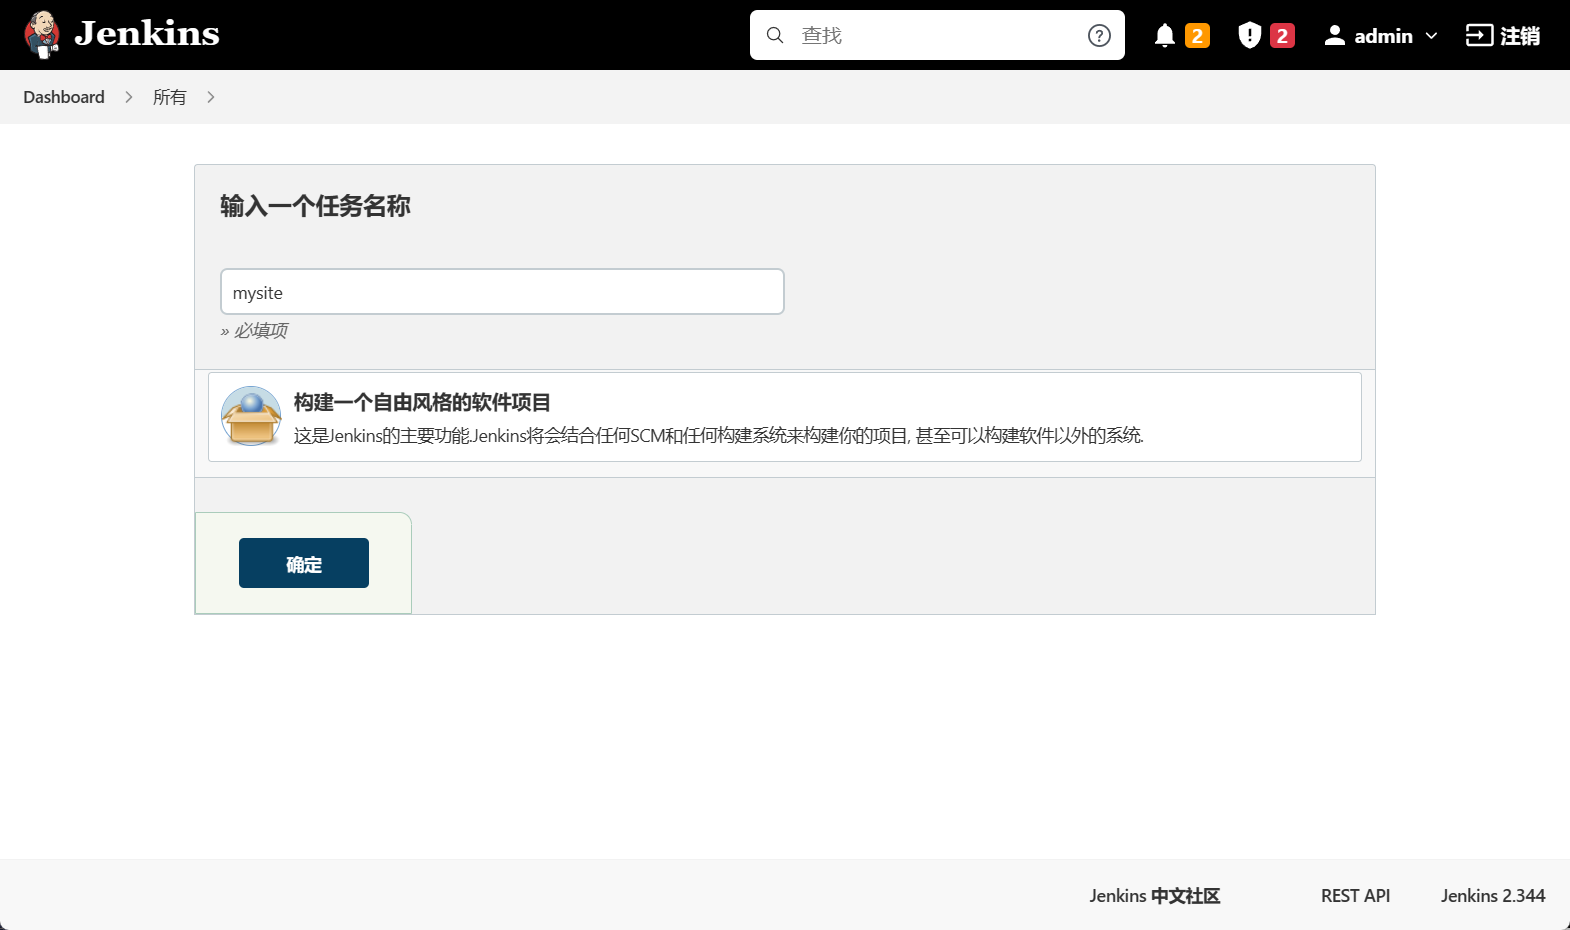 Jenkins
查找
2
2
admin
注销
Dashboard
所有
输入一个任务名称
mysite
» 必填项
构建一个自由风格的软件项目
这是Jenkins的主要功能.Jenkins将会结合任何SCM和任何构建系统来构建你的项目, 甚至可以构建软件以外的系统.
确定
Jenkins 中文社区
REST API
Jenkins 2.344